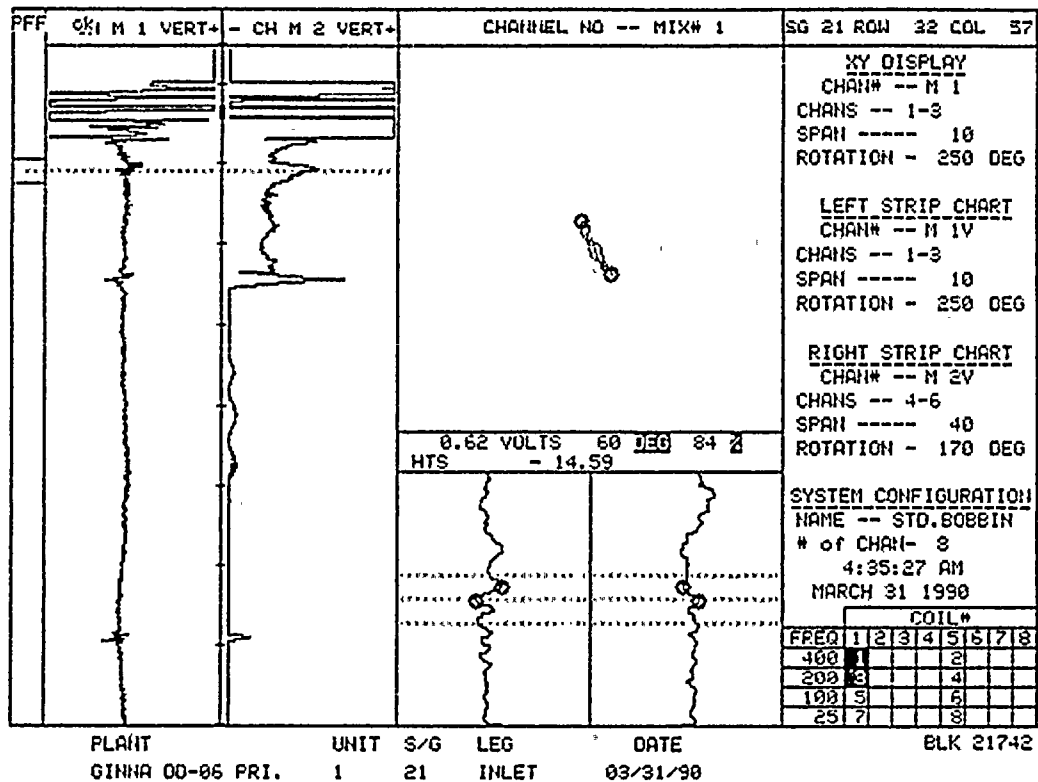 PFF
CH M 1 VERT+
- CH M 2 VERT+
CHANNEL NO -- MIX# 1
SG 21 ROW 32 COL 57
XY DISPLAY
CHAN# -- M 1
CHANS -- 1-3
SPAN ----- 10
ROTATION - 250 DEG
LEFT STRIP CHART
CHAN# -- M 1V
CHANS -- 1-3
SPAN ----- 10
ROTATION - 250 DEG
RIGHT STRIP CHART
CHAN# -- M 2V
CHANS -- 4-6
SPAN ----- 40
ROTATION - 170 DEG
0.62 VOLTS 60 DEG 84 %
HTS - 14.59
SYSTEM CONFIGURATION
NAME -- STD.BOBBIN
# of CHAN- 8
4:35:27 AM
MARCH 31 1990
COIL#
FREQ 1 2 3 4 5 6 7 8
400 1 2
200 3 4
100 5 6
25 7 8
PLANT UNIT S/G LEG DATE BLK 21742
GINNA OD-06 PRI. 1 21 INLET 03/31/90